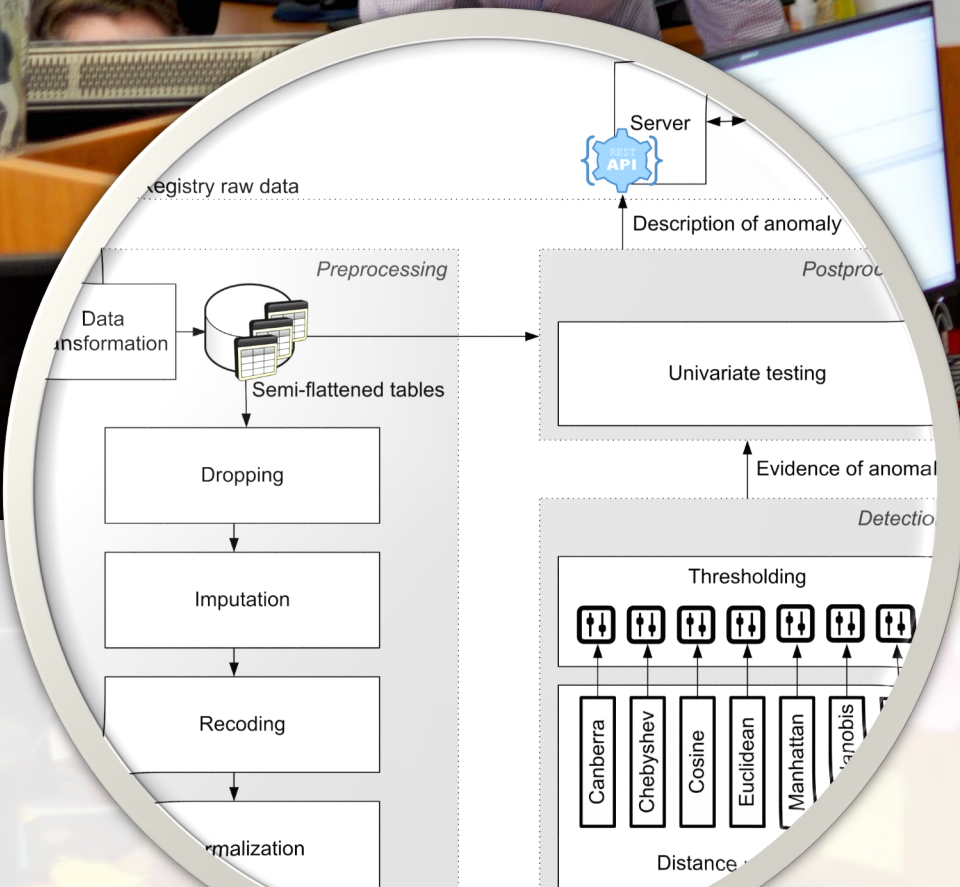 Server
REST
API
Registry raw data
Description of anomaly
Preprocessing
Data
Semi-flattened tables
Univariate testing
Dropping
Evidence of
Imputation
Thresholding
Recoding
Canberra
Chebyshev
Cosine
Euclidean
Manhattan
Distance